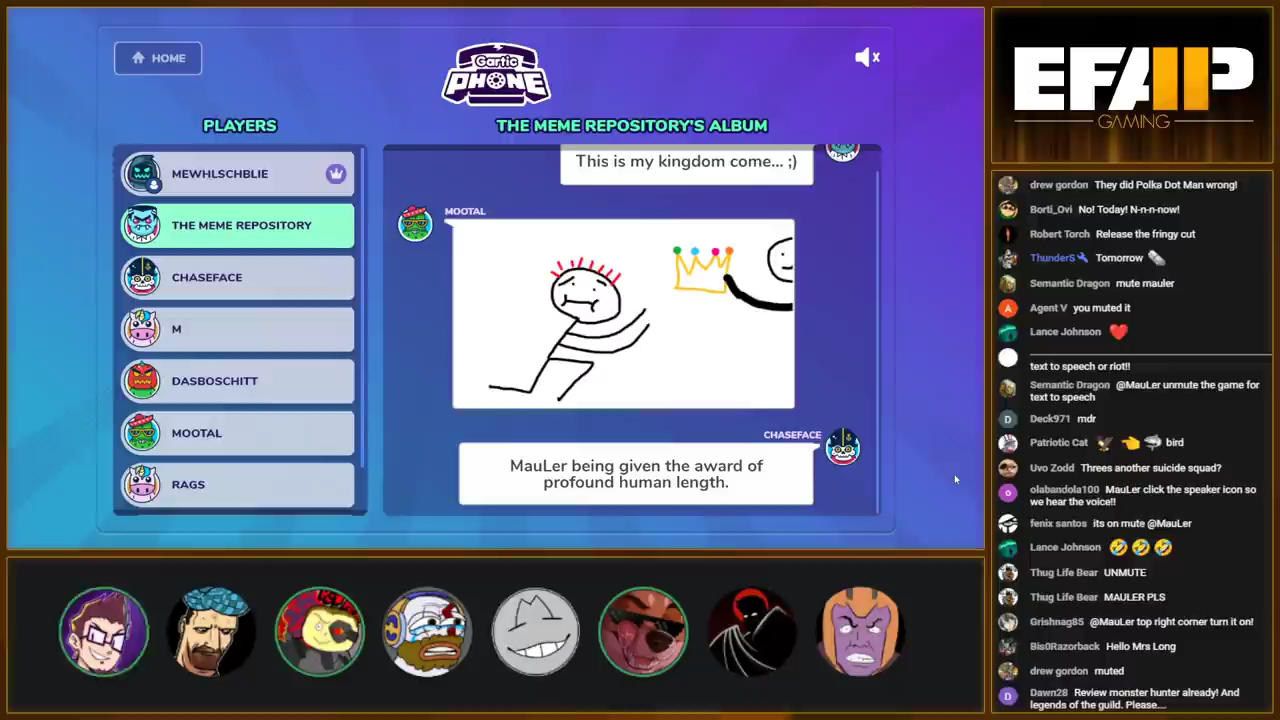 HOME
Gartic
PHONE
PLAYERS
THE MEME REPOSITORY'S ALBUM
MEWHLSCHBLIE
THE MEME REPOSITORY
CHASEFACE
M
DASBOSCHITT
MOOTAL
RAGS
This is my kingdom come... ;)
MOOTAL
CHASEFACE
MauLer being given the award of
profound human length.
EFAP
GAMING
drew gordon They did Polka Dot Man wrong!
Borti_Ovi No! Today! N-n-n-now!
Robert Torch Release the fringy cut
ThunderS Tomorrow
Semantic Dragon mute mauler
A Agent V you muted it
Lance Johnson
text to speech or riot!!
Semantic Dragon @MauLer unmute the game for
text to speech
D Deck971 mdr
Patriotic Cat bird
Uvo Zodd Threes another suicide squad?
olabandola100 MauLer click the speaker icon so
we hear the voice!!
fenix santos its on mute @MauLer
Lance Johnson
Thug Life Bear UNMUTE
Thug Life Bear MAULER PLS
Grishnag85 @MauLer top right corner turn it on!
Bis0Razorback Hello Mrs Long
drew gordon muted
D Dawn28 Review monster hunter already! And
legends of the guild. Please....